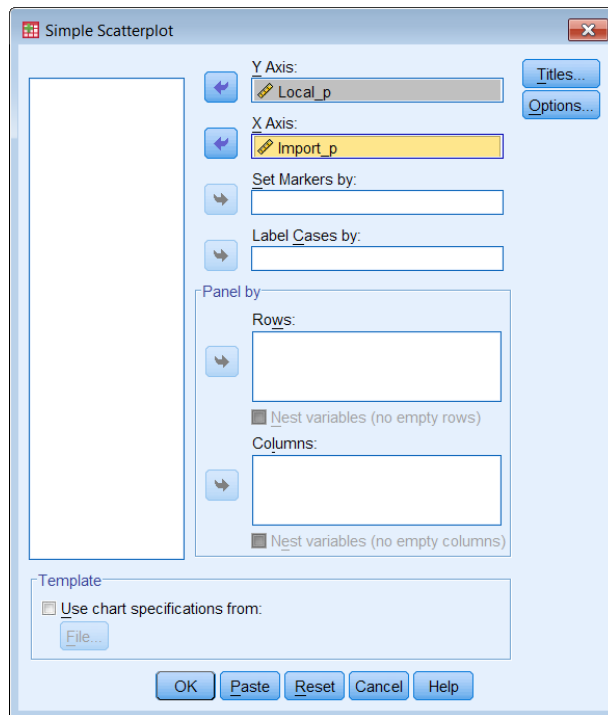 Simple Scatterplot
Y Axis:
Local_p
Titles...
Options...
X Axis:
Import_p
Set Markers by:
Label Cases by:
Panel by
Rows:
Nest variables (no empty rows)
Columns:
Nest variables (no empty columns)
Template
Use chart specifications from:
File...
OK Paste Reset Cancel Help